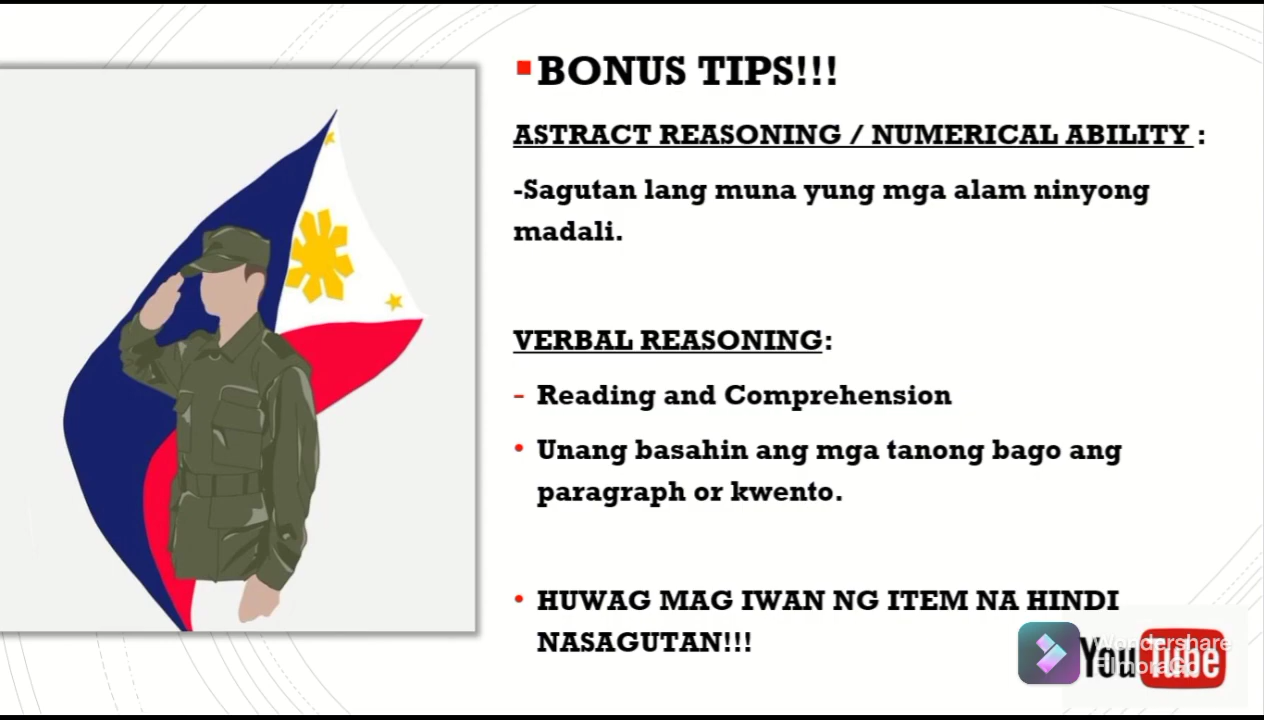 BONUS TIPS!!!
ASTRACT REASONING / NUMERICAL ABILITY :
-Sagutan lang muna yung mga alam ninyong
madali.
VERBAL REASONING:
- Reading and Comprehension
• Unang basahin ang mga tanong bago ang
paragraph or kwento.
• HUWAG MAG IWAN NG ITEM NA HINDI
NASAGUTAN!!!
Wondershare
FilmoraGo
YouTube